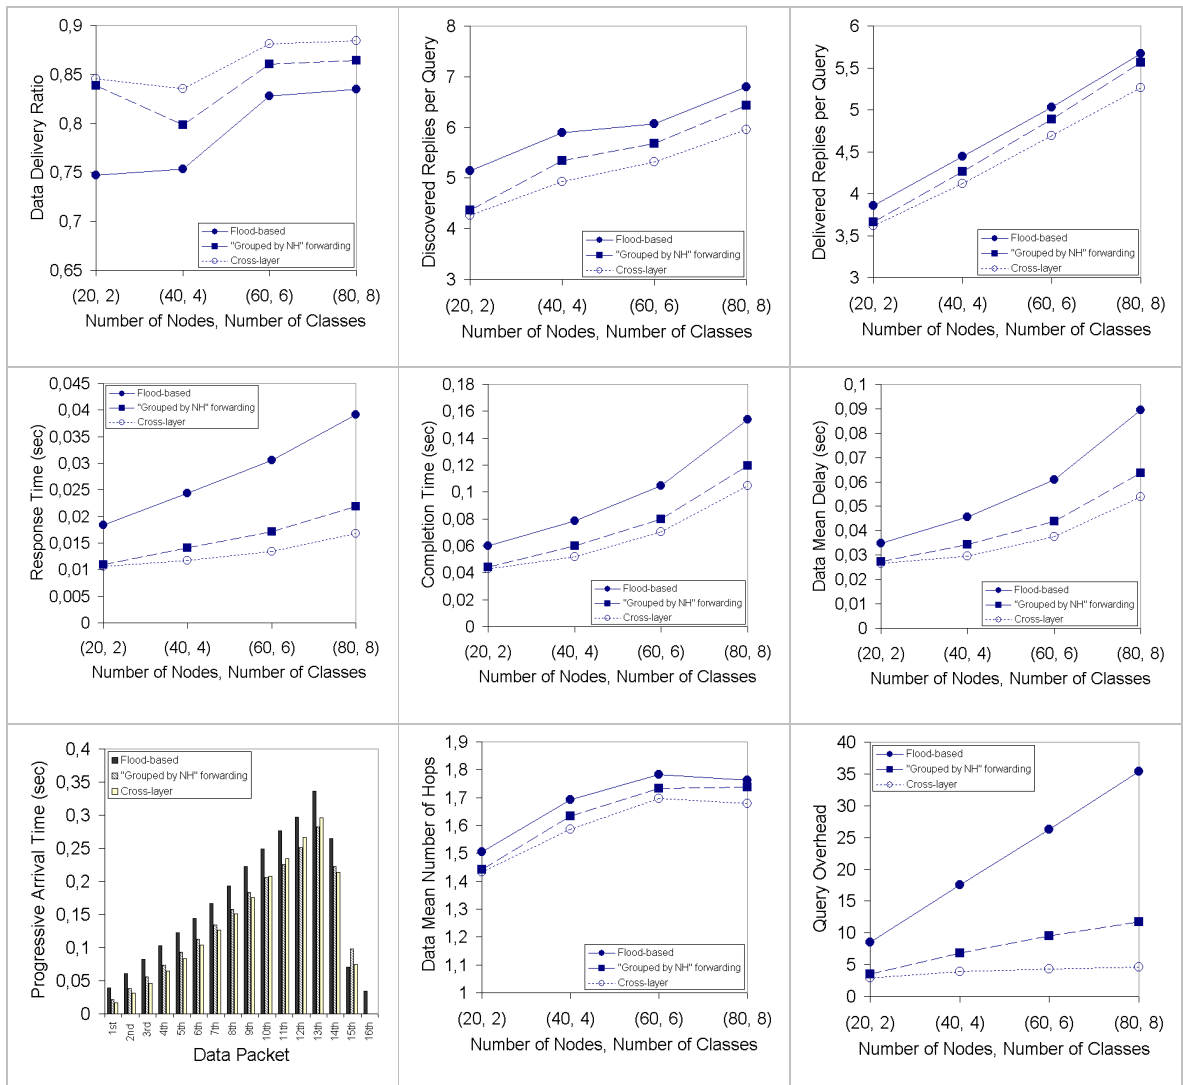 0,9
0,85
0,8
0,75
0,7
0,65
Data Delivery Ratio
Flood-based
"Grouped by NH" forwarding
Cross-layer
(20, 2) (40, 4) (60, 6) (80, 8)
Number of Nodes, Number of Classes
8
7
6
5
4
3
Discovered Replies per Query
Flood-based
"Grouped by NH" forwarding
Cross-layer
(20, 2) (40, 4) (60, 6) (80, 8)
Number of Nodes, Number of Classes
6
5,5
5
4,5
4
3,5
3
Delivered Replies per Query
Flood-based
"Grouped by NH" forwarding
Cross-layer
(20, 2) (40, 4) (60, 6) (80, 8)
Number of Nodes, Number of Classes
0,045
0,04
0,035
0,03
0,025
0,02
0,015
0,01
0,005
0
Response Time (sec)
Flood-based
"Grouped by NH" forwarding
Cross-layer
(20, 2) (40, 4) (60, 6) (80, 8)
Number of Nodes, Number of Classes
0,18
0,16
0,14
0,12
0,1
0,08
0,06
0,04
0,02
0
Completion Time (sec)
Flood-based
"Grouped by NH" forwarding
Cross-layer
(20, 2) (40, 4) (60, 6) (80, 8)
Number of Nodes, Number of Classes
0,1
0,09
0,08
0,07
0,06
0,05
0,04
0,03
0,02
0,01
0
Data Mean Delay (sec)
Flood-based
"Grouped by NH" forwarding
Cross-layer
(20, 2) (40, 4) (60, 6) (80, 8)
Number of Nodes, Number of Classes
0,4
0,35
0,3
0,25
0,2
0,15
0,1
0,05
0
Progressive Arrival Time (sec)
Flood-based
"Grouped by NH" forwarding
Cross-layer
1st 2nd 3rd 4th 5th 6th 7th 8th 9th 10th 11th 12th 13th 14th 15th 16th
Data Packet
1,9
1,8
1,7
1,6
1,5
1,4
1,3
1,2
1,1
1
Data Mean Number of Hops
Flood-based
"Grouped by NH" forwarding
Cross-layer
(20, 2) (40, 4) (60, 6) (80, 8)
Number of Nodes, Number of Classes
40
35
30
25
20
15
10
5
0
Query Overhead
Flood-based
"Grouped by NH" forwarding
Cross-layer
(20, 2) (40, 4) (60, 6) (80, 8)
Number of Nodes, Number of Classes